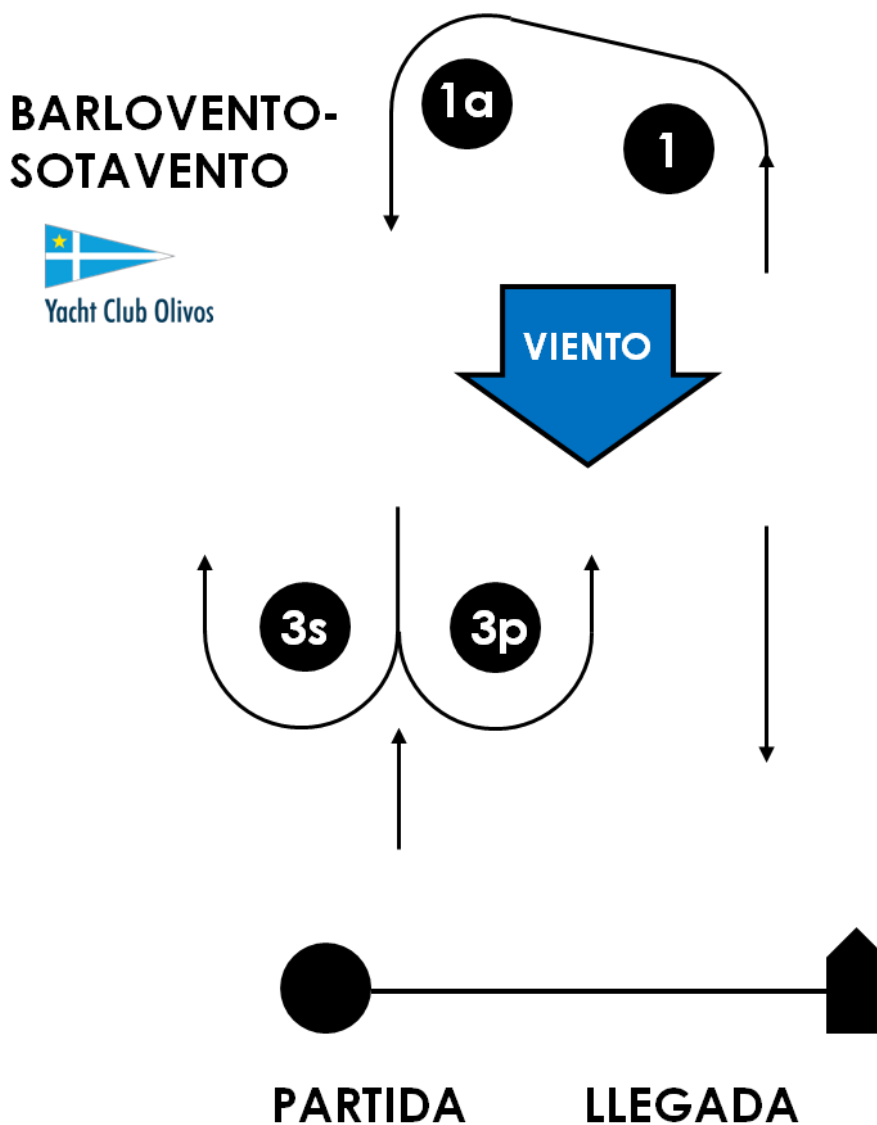 BARLOVENTO-
SOTAVENTO
Yacht Club Olivos
1a
1
VIENTO
3s
3p
PARTIDA
LLEGADA